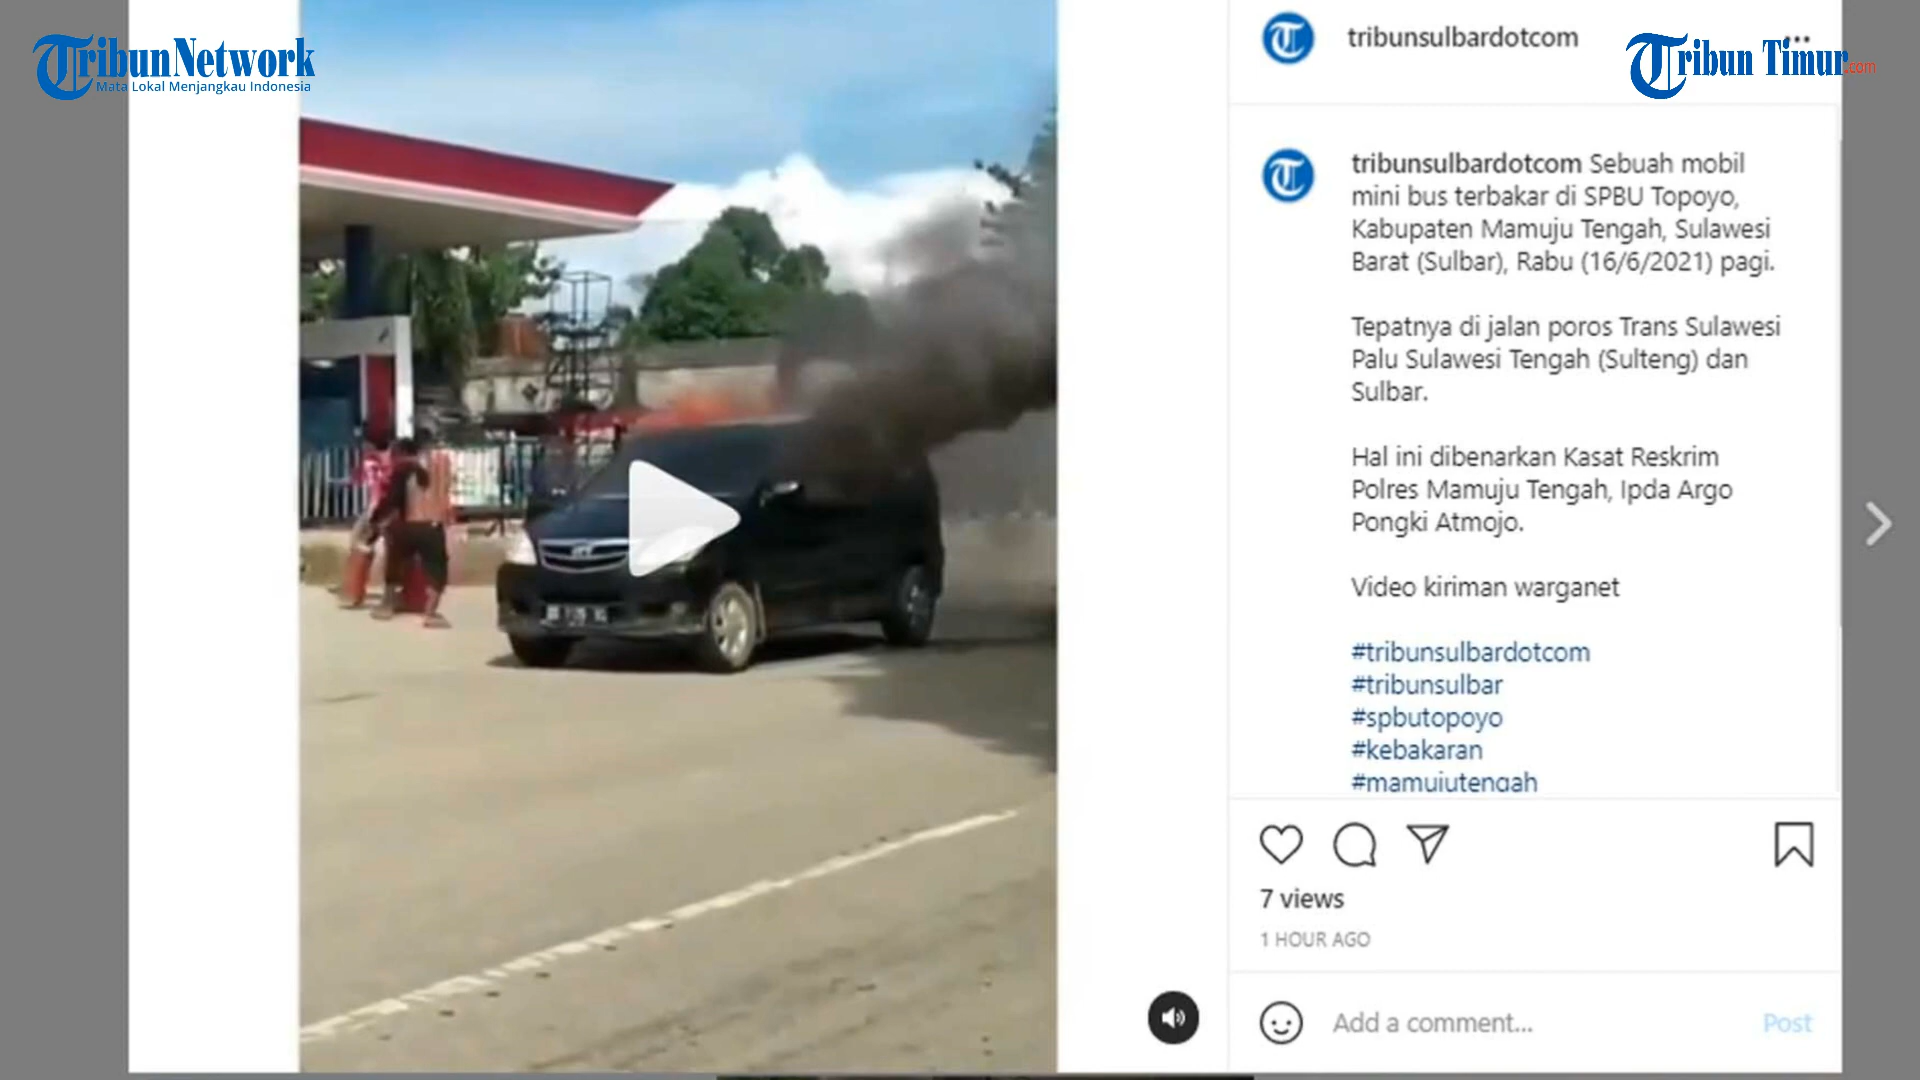 Tribun Network
Mata Lokal Menjangkau Indonesia
tribunsulbardotcom
Tribun Timur.com
tribunsulbardotcom Sebuah mobil
mini bus terbakar di SPBU Topoyo,
Kabupaten Mamuju Tengah, Sulawesi
Barat (Sulbar), Rabu (16/6/2021) pagi.
Tepatnya di jalan poros Trans Sulawesi
Palu Sulawesi Tengah (Sulteng) dan
Sulbar.
Hal ini dibenarkan Kasat Reskrim
Polres Mamuju Tengah, Ipda Argo
Pongki Atmojo.
Video kiriman warganet
#tribunsulbardotcom
#tribunsulbar
#spbutopoyo
#kebakaran
#mamujutengah
7 views
1 HOUR AGO
Add a comment...
Post